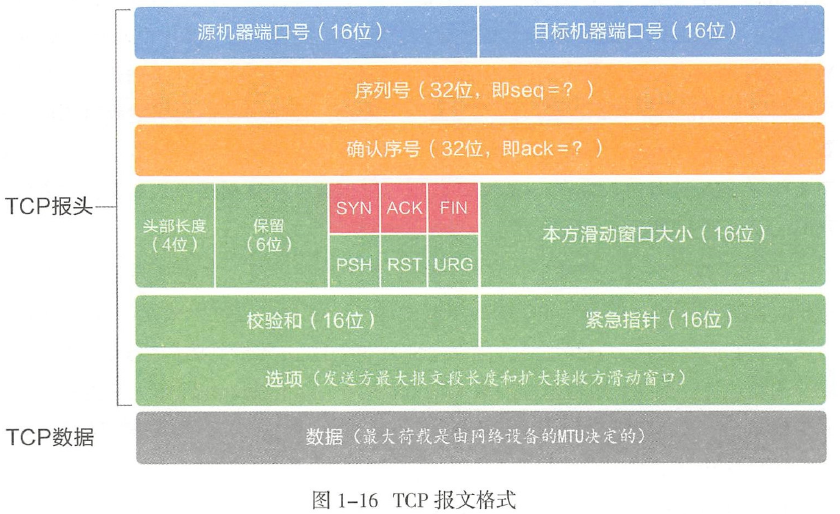 源机器端口号（16位） 目标机器端口号（16位）
序列号（32位，即seq=？）
确认序号（32位，即ack=？）
TCP报头
头部长度
（4位）
保留
（6位）
SYN ACK FIN
PSH RST URG
本方滑动窗口大小（16位）
校验和（16位） 紧急指针（16位）
选项（发送方最大报文段长度和扩大接收方滑动窗口）
TCP数据
数据（最大荷载是由网络设备的MTU决定的）
图 1-16 TCP 报文格式